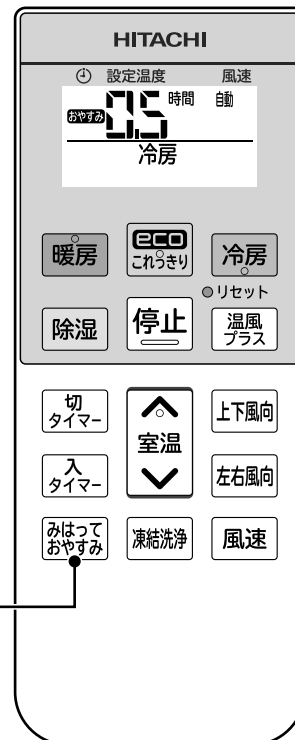 HITACHI
設定温度 風速
おやすみ 0.5 時間 自動
冷房
暖房
eco
これっきり
冷房
リセット
除湿
停止
温風
プラス
切
タイマー
室温
上下風向
入
タイマー
左右風向
みはって
おやすみ
凍結洗浄
風速